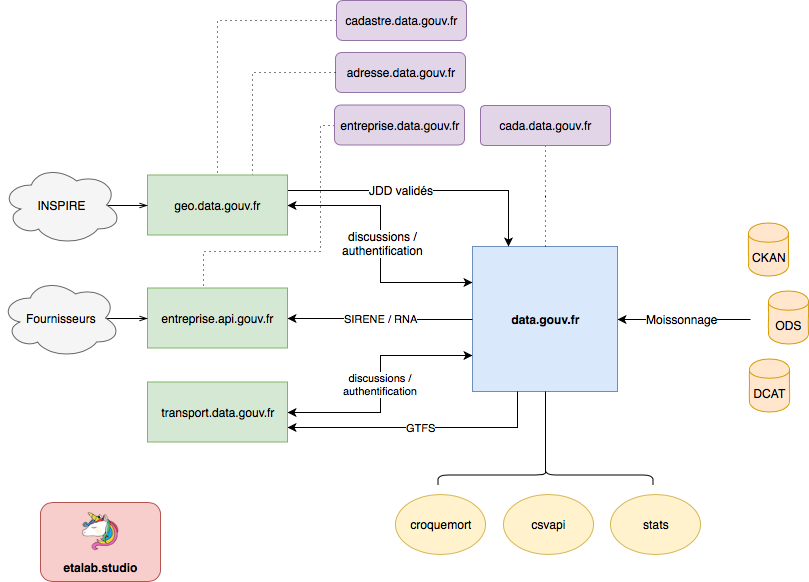 cadastre.data.gouv.fr
adresse.data.gouv.fr
entreprise.data.gouv.fr
cada.data.gouv.fr
INSPIRE
geo.data.gouv.fr
JDD validés
discussions /
authentification
CKAN
Fournisseurs
entreprise.api.gouv.fr
SIRENE / RNA
data.gouv.fr
Moissonnage
ODS
discussions /
authentification
DCAT
transport.data.gouv.fr
GTFS
croquemort
csvapi
stats
etalab.studio